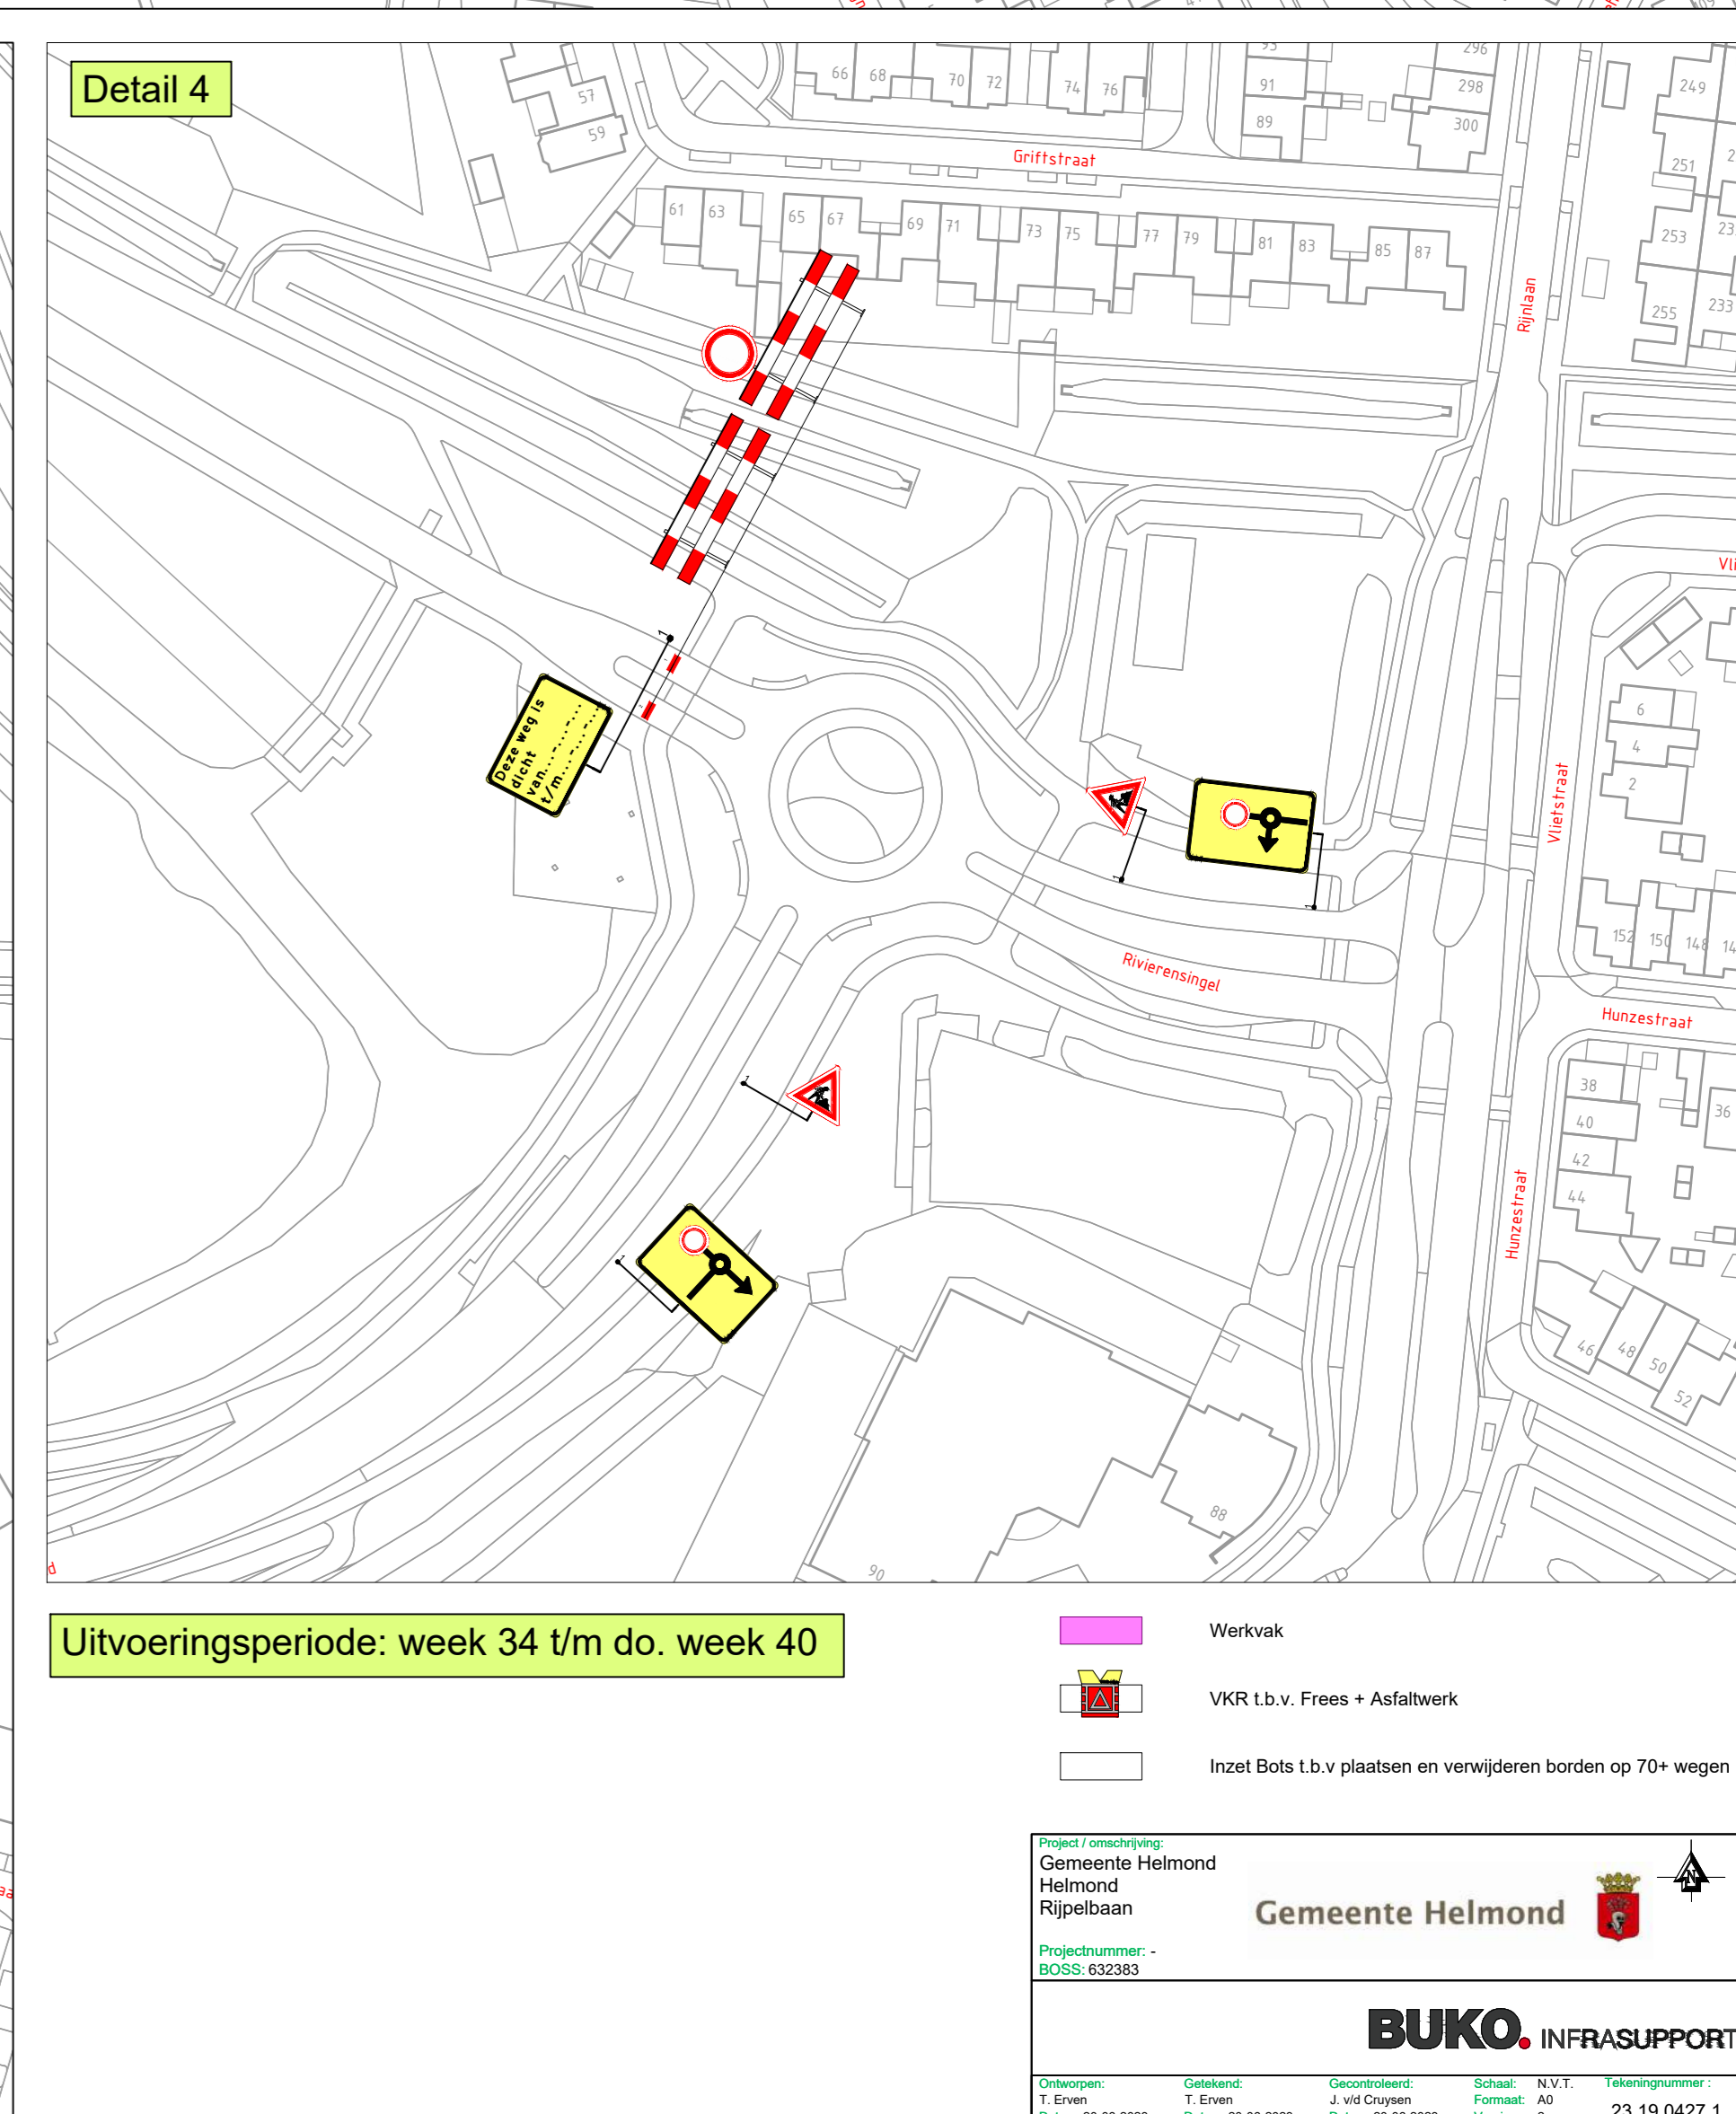 Detail 4
57
59
66
68
70
72
74
76
91
89
296
298
300
249
251
253
255
233
Griftstraat
61
63
65
67
69
71
73
75
77
79
81
83
85
87
Rijnlaan
Deze weg is
dicht
van............
t/m............
6
4
2
Vlietstraat
152
150
148
Rivierensingel
Hunzestraat
38
40
42
44
36
Hunzestraat
46
48
50
52
88
90
Uitvoeringsperiode: week 34 t/m do. week 40
Werkvak
VKR t.b.v. Frees + Asfaltwerk
Inzet Bots t.b.v plaatsen en verwijderen borden op 70+ wegen
Project / omschrijving:
Gemeente Helmond
Helmond
Rijpelbaan
Gemeente Helmond
N
Projectnummer: -
BOSS: 632383
BUKO. INFRASUPPORT
Ontworpen: Getekend: Gecontroleerd: Schaal: N.V.T. Tekeningnummer :
T. Erven T. Erven J. v/d Cruysen Formaat: A0
23.19.0427.1